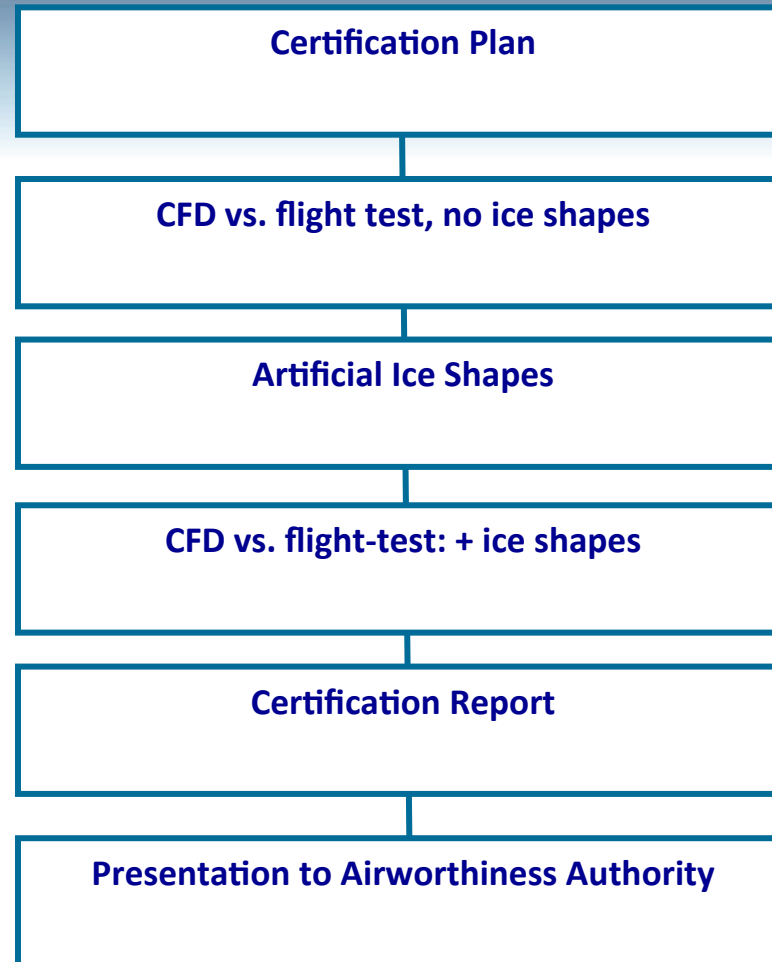 Certification Plan
CFD vs. flight test, no ice shapes
Artificial Ice Shapes
CFD vs. flight-test: + ice shapes
Certification Report
Presentation to Airworthiness Authority